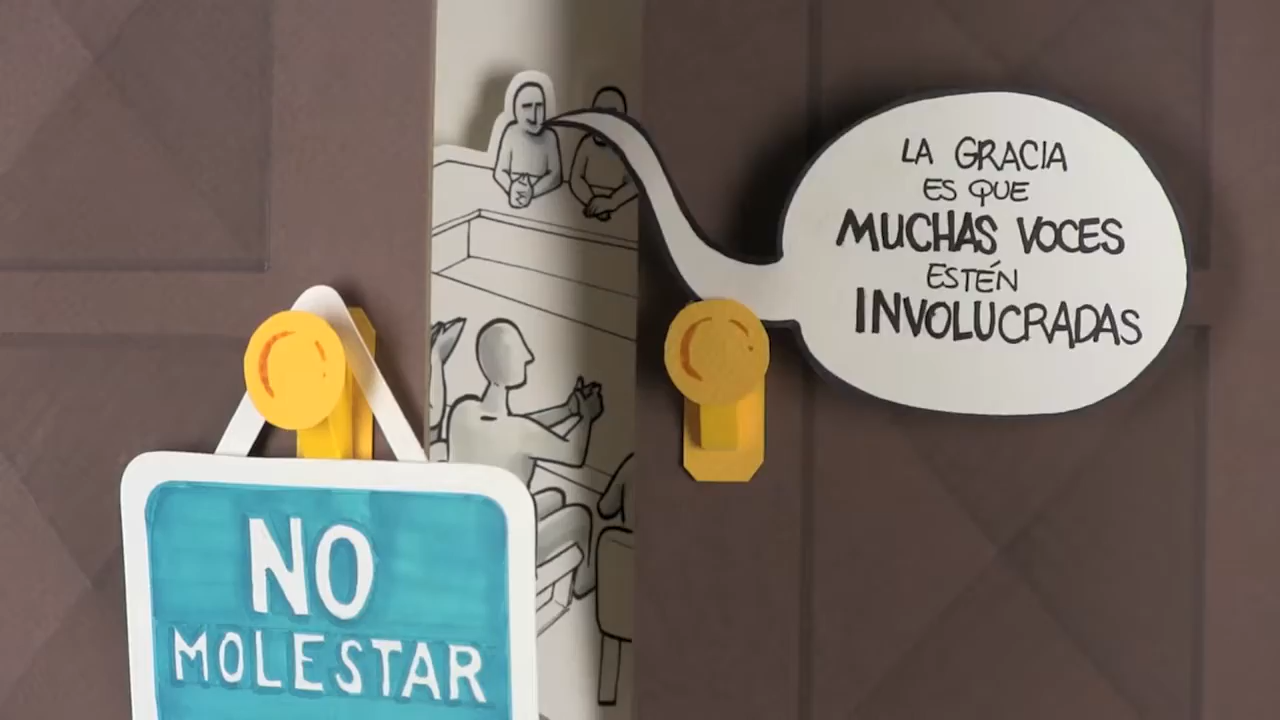 LA GRACIA
ES QUE
MUCHAS VOCES
ESTÉN
INVOLUCRADAS
NO
MOLESTAR